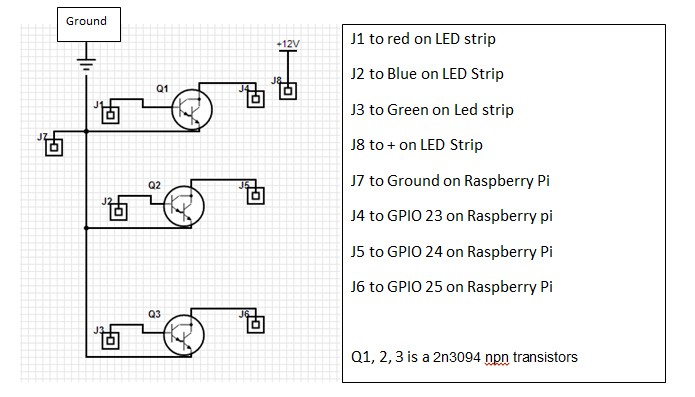 Ground
+12V
J1
Q1
J4
J8
J7
J2
Q2
J5
J3
Q3
J6
J1 to red on LED strip
J2 to Blue on LED Strip
J3 to Green on Led strip
J8 to + on LED Strip
J7 to Ground on Raspberry Pi
J4 to GPIO 23 on Raspberry pi
J5 to GPIO 24 on Raspberry Pi
J6 to GPIO 25 on Raspberry Pi
Q1, 2, 3 is a 2n3094 npn transistors